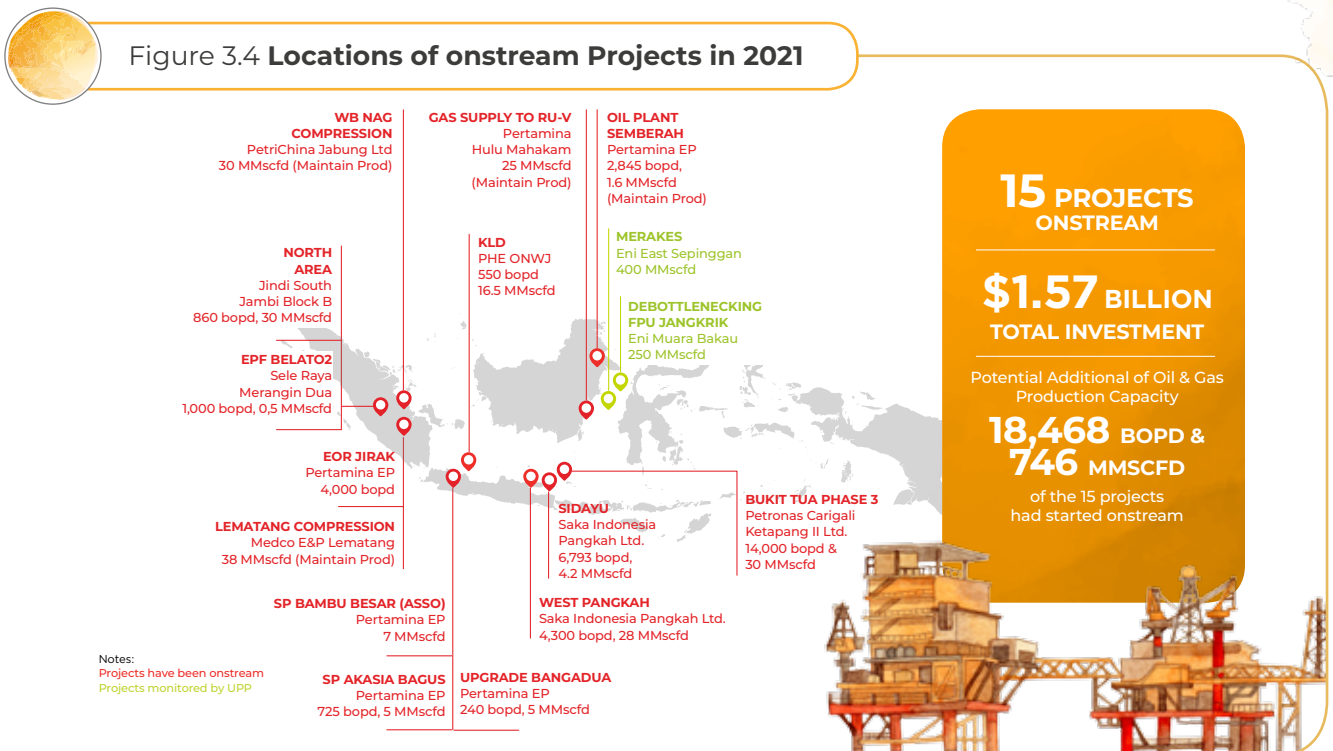 Figure 3.4 Locations of onstream Projects in 2021
WB NAG
COMPRESSION
PetriChina Jabung Ltd
30 MMscfd (Maintain Prod)
GAS SUPPLY TO RU-V
Pertamina
Hulu Mahakam
25 MMscfd
(Maintain Prod)
OIL PLANT
SEMBERAH
Pertamina EP
2,845 bopd,
1.6 MMscfd
(Maintain Prod)
NORTH
AREA
Jindi South
Jambi Block B
860 bopd, 30 MMscfd
KLD
PHE ONWJ
550 bopd
16.5 MMscfd
MERAKES
Eni East Sepinggan
400 MMscfd
DEBOTTLENECKING
FPU JANGKRIK
Eni Muara Bakau
250 MMscfd
EPF BELATO2
Sele Raya
Merangin Dua
1,000 bopd, 0,5 MMscfd
EOR JIRAK
Pertamina EP
4,000 bopd
LEMATANG COMPRESSION
Medco E&P Lematang
38 MMscfd (Maintain Prod)
SIDAYU
Saka Indonesia
Pangkah Ltd.
6,793 bopd,
4.2 MMscfd
BUKIT TUA PHASE 3
Petronas Carigali
Ketapang II Ltd.
14,000 bopd &
30 MMscfd
SP BAMBU BESAR (ASSO)
Pertamina EP
7 MMscfd
WEST PANGKAH
Saka Indonesia Pangkah Ltd.
4,300 bopd, 28 MMscfd
SP AKASIA BAGUS
Pertamina EP
725 bopd, 5 MMscfd
UPGRADE BANGADUA
Pertamina EP
240 bopd, 5 MMscfd
Notes:
Projects have been onstream
Projects monitored by UPP
15 PROJECTS
ONSTREAM
$1.57 BILLION
TOTAL INVESTMENT
Potential Additional of Oil & Gas
Production Capacity
18,468 BOPD &
746 MMSCFD
of the 15 projects
had started onstream